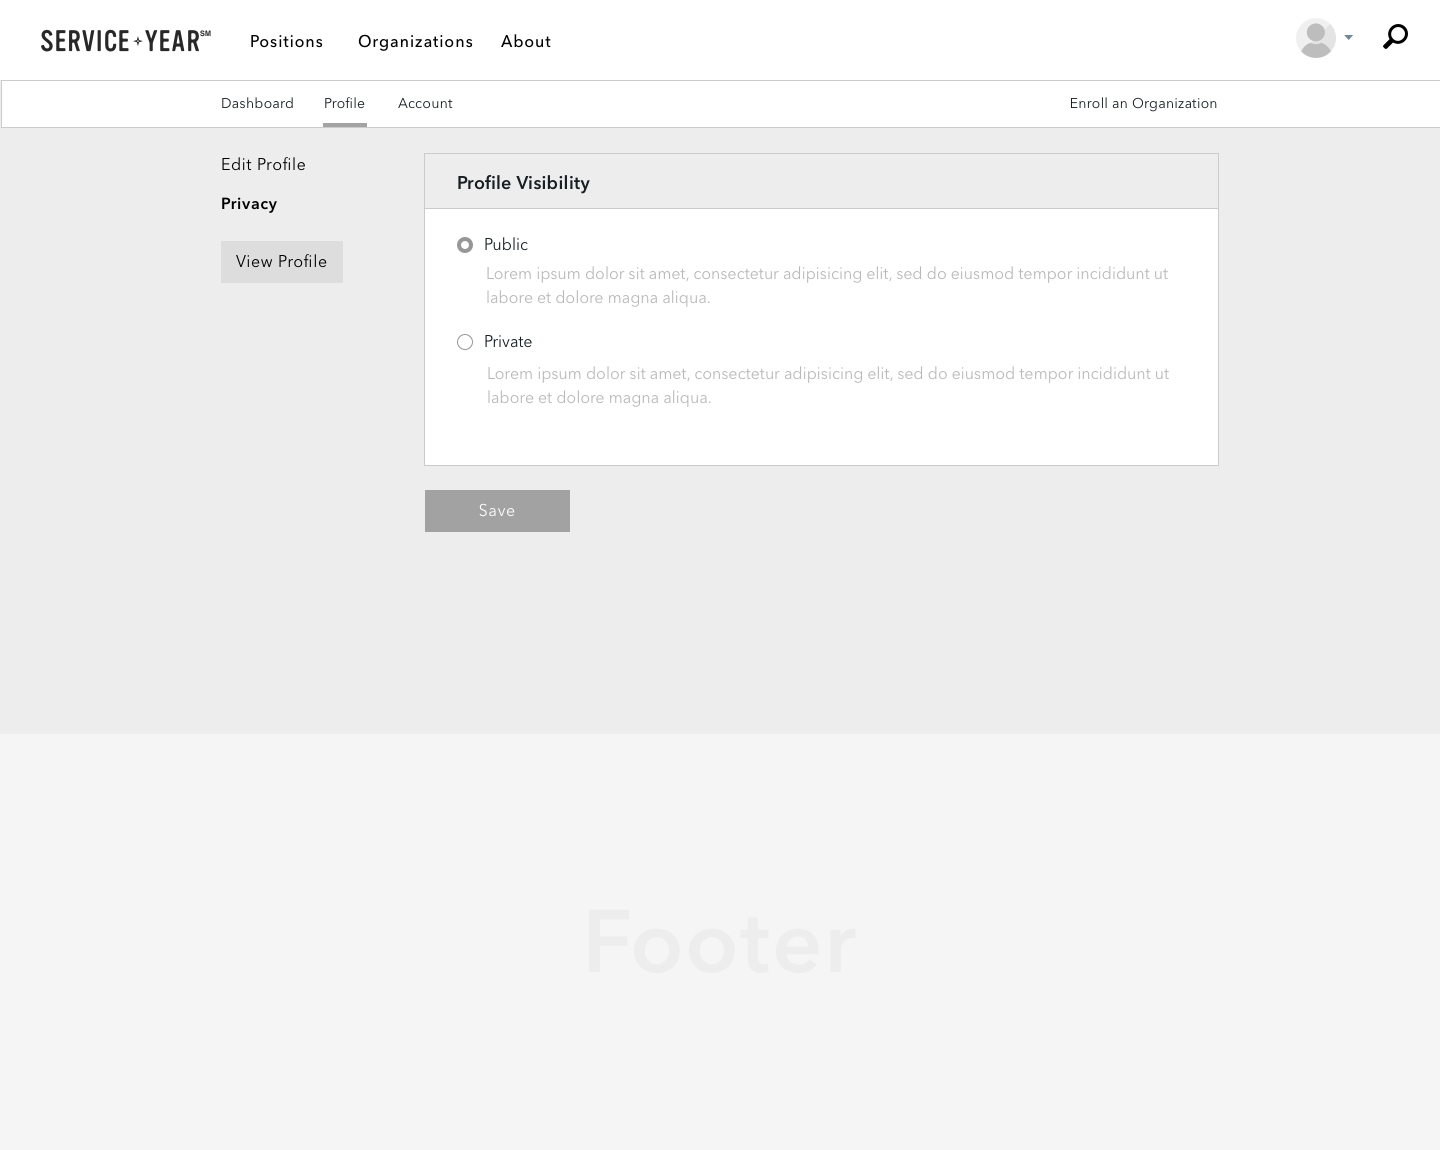 SERVICE+YEAR℠ Positions Organizations About
Dashboard Profile Account Enroll an Organization
Edit Profile
Privacy
View Profile
Profile Visibility
Public
Lorem ipsum dolor sit amet, consectetur adipisicing elit, sed do eiusmod tempor incididunt ut
labore et dolore magna aliqua.
Private
Lorem ipsum dolor sit amet, consectetur adipisicing elit, sed do eiusmod tempor incididunt ut
labore et dolore magna aliqua.
Save
Footer